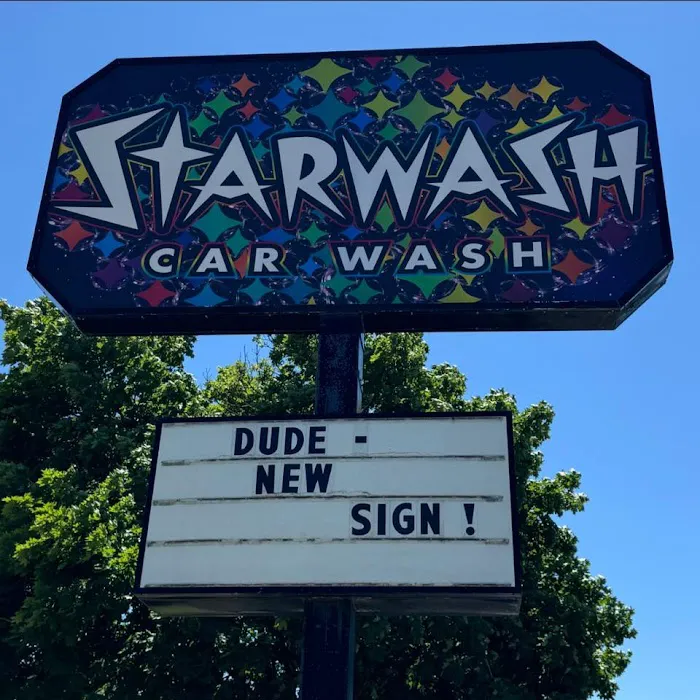 STARWASH
CAR WASH
DUDE -
NEW
SIGN !